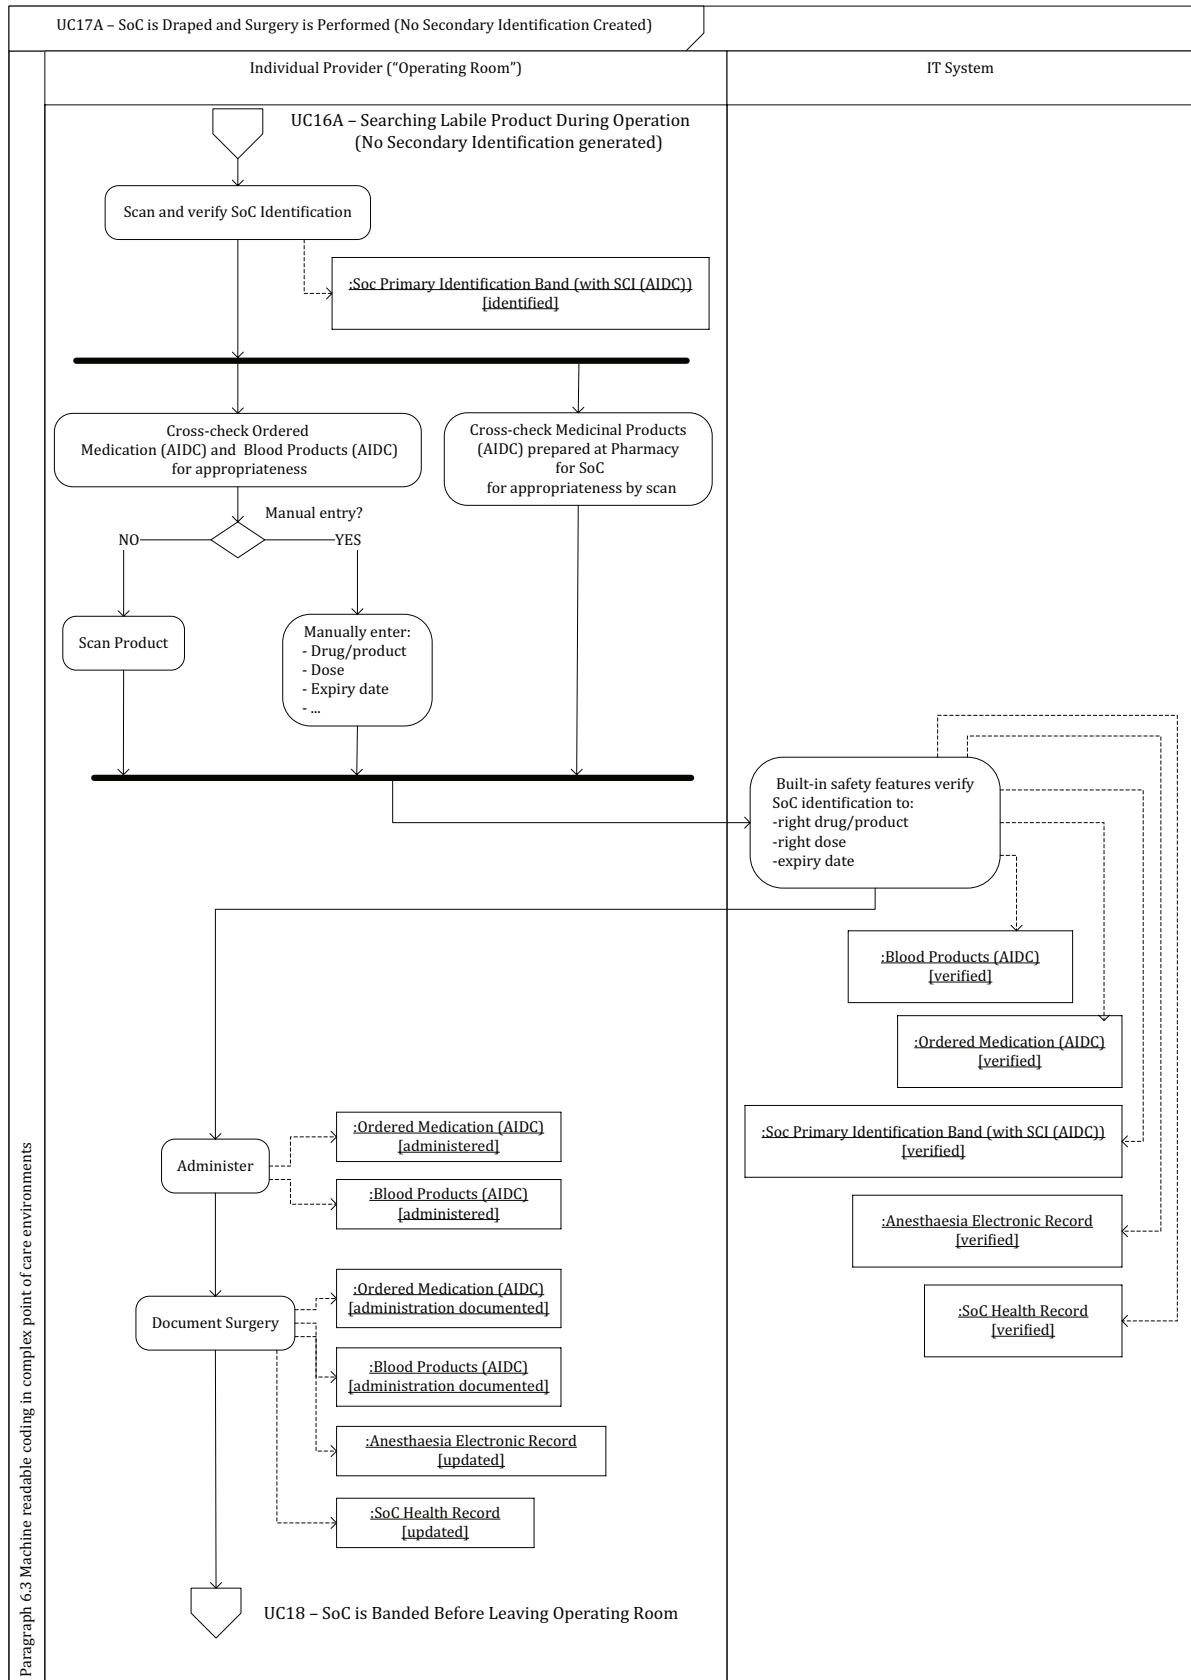 UC17A – SoC is Draped and Surgery is Performed (No Secondary Identification Created)
Individual Provider (“Operating Room”)
IT System
UC16A – Searching Labile Product During Operation
(No Secondary Identification generated)
Scan and verify SoC Identification
:Soc Primary Identification Band (with SCI (AIDC))
[identified]
Cross-check Ordered
Medication (AIDC) and Blood Products (AIDC)
for appropriateness
Cross-check Medicinal Products
(AIDC) prepared at Pharmacy
for SoC
for appropriateness by scan
Manual entry?
NO
YES
Scan Product
Manually enter:
- Drug/product
- Dose
- Expiry date
- ...
Built-in safety features verify
SoC identification to:
-right drug/product
-right dose
-expiry date
:Blood Products (AIDC)
[verified]
:Ordered Medication (AIDC)
[verified]
:Soc Primary Identification Band (with SCI (AIDC))
[verified]
:Anesthaesia Electronic Record
[verified]
:SoC Health Record
[verified]
Administer
:Ordered Medication (AIDC)
[administered]
:Blood Products (AIDC)
[administered]
Document Surgery
:Ordered Medication (AIDC)
[administration documented]
:Blood Products (AIDC)
[administration documented]
:Anesthaesia Electronic Record
[updated]
:SoC Health Record
[updated]
UC18 – SoC is Banded Before Leaving Operating Room
Paragraph 6.3 Machine readable coding in complex point of care environments